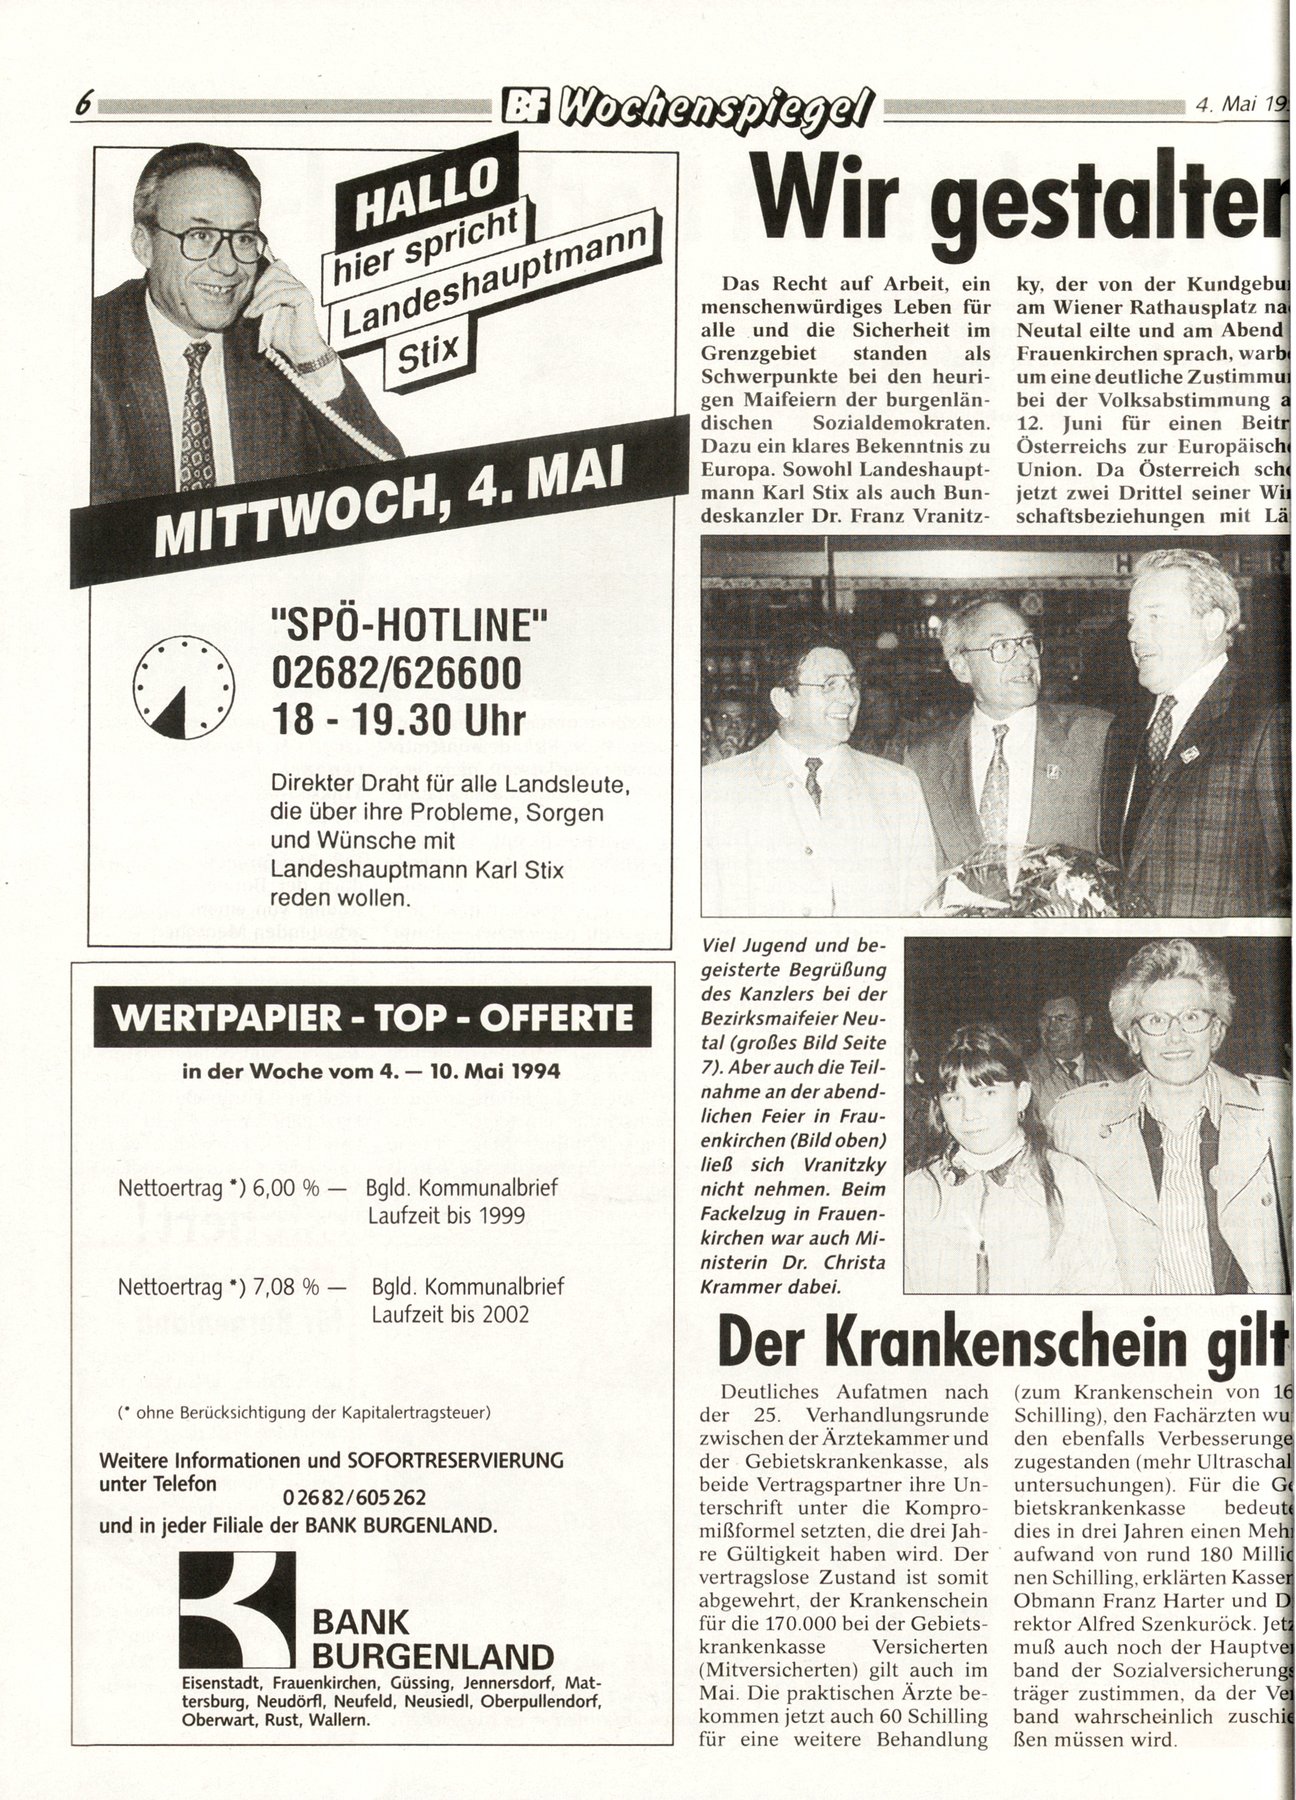 6
BF Wochenspiegel
4. Mai 19
HALLO
hier spricht
Landeshauptmann
Stix
MITTWOCH, 4. MAI
"SPÖ-HOTLINE"
02682/626600
18 - 19.30 Uhr
Direkter Draht für alle Landsleute,
die über ihre Probleme, Sorgen
und Wünsche mit
Landeshauptmann Karl Stix
reden wollen.
WERTPAPIER - TOP - OFFERTE
in der Woche vom 4. — 10. Mai 1994
Nettoertrag *) 6,00 % — Bgld. Kommunalbrief
Laufzeit bis 1999
Nettoertrag *) 7,08 % — Bgld. Kommunalbrief
Laufzeit bis 2002
(* ohne Berücksichtigung der Kapitalertragsteuer)
Weitere Informationen und SOFORTRESERVIERUNG
unter Telefon
02682/605262
und in jeder Filiale der BANK BURGENLAND.
BANK
BURGENLAND
Eisenstadt, Frauenkirchen, Güssing, Jennersdorf, Mat-
tersburg, Neudörfl, Neufeld, Neusiedl, Oberpullendorf,
Oberwart, Rust, Wallern.
Wir gestalten
Das Recht auf Arbeit, ein
menschenwürdiges Leben für
alle und die Sicherheit im
Grenzgebiet standen als
Schwerpunkte bei den heuri-
gen Maifeiern der burgenlän-
dischen Sozialdemokraten.
Dazu ein klares Bekenntnis zu
Europa. Sowohl Landeshaupt-
mann Karl Stix als auch Bun-
deskanzler Dr. Franz Vranitz-
ky, der von der Kundgebu
am Wiener Rathausplatz na
Neutal eilte und am Abend
Frauenkirchen sprach, warb
um eine deutliche Zustimmu
bei der Volksabstimmung a
12. Juni für einen Beitr
Österreichs zur Europäisch
Union. Da Österreich sch
jetzt zwei Drittel seiner Wi
schaftsbeziehungen mit Lä
Viel Jugend und be-
geisterte Begrüßung
des Kanzlers bei der
Bezirksmaifeier Neu-
tal (großes Bild Seite
7). Aber auch die Teil-
nahme an der abend-
lichen Feier in Frau-
enkirchen (Bild oben)
ließ sich Vranitzky
nicht nehmen. Beim
Fackelzug in Frauen-
kirchen war auch Mi-
nisterin Dr. Christa
Krammer dabei.
Der Krankenschein gilt
Deutliches Aufatmen nach
der 25. Verhandlungsrunde
zwischen der Ärztekammer und
der Gebietskrankenkasse, als
beide Vertragspartner ihre Un-
terschrift unter die Kompro-
mißformel setzten, die drei Jah-
re Gültigkeit haben wird. Der
vertragslose Zustand ist somit
abgewehrt, der Krankenschein
für die 170.000 bei der Gebiets-
krankenkasse Versicherten
(Mitversicherten) gilt auch im
Mai. Die praktischen Ärzte be-
kommen jetzt auch 60 Schilling
für eine weitere Behandlung
(zum Krankenschein von 16
Schilling), den Fachärzten wu
den ebenfalls Verbesserunge
zugestanden (mehr Ultraschal
untersuchungen). Für die Ge
bietskrankenkasse bedeute
dies in drei Jahren einen Meh
aufwand von rund 180 Millio
nen Schilling, erklärten Kassen
Obmann Franz Harter und D
rektor Alfred Szenkuröck. Jetz
muß auch noch der Hauptve
band der Sozialversicherungs
träger zustimmen, da der Ve
band wahrscheinlich zuschie
ßen müssen wird.